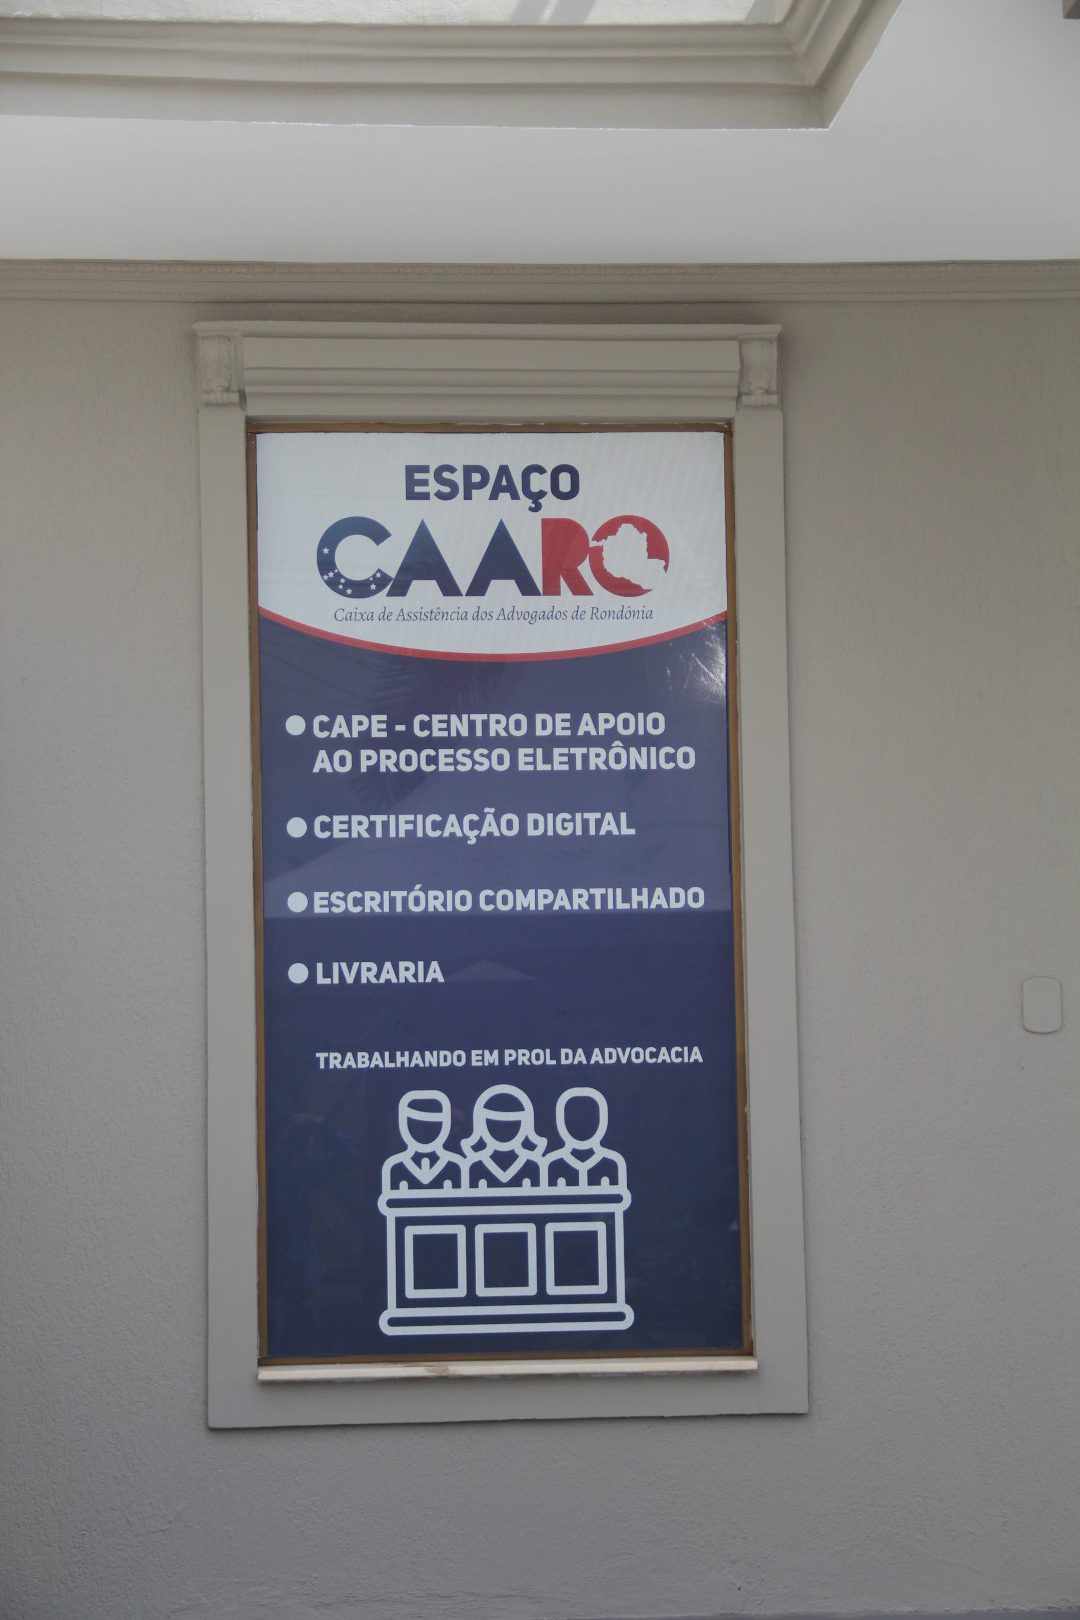 ESPAÇO
CAARO
Caixa de Assistência dos Advogados de Rondônia
CAPE - CENTRO DE APOIO
AO PROCESSO ELETRÔNICO
CERTIFICAÇÃO DIGITAL
ESCRITÓRIO COMPARTILHADO
LIVRARIA
TRABALHANDO EM PROL DA ADVOCACIA